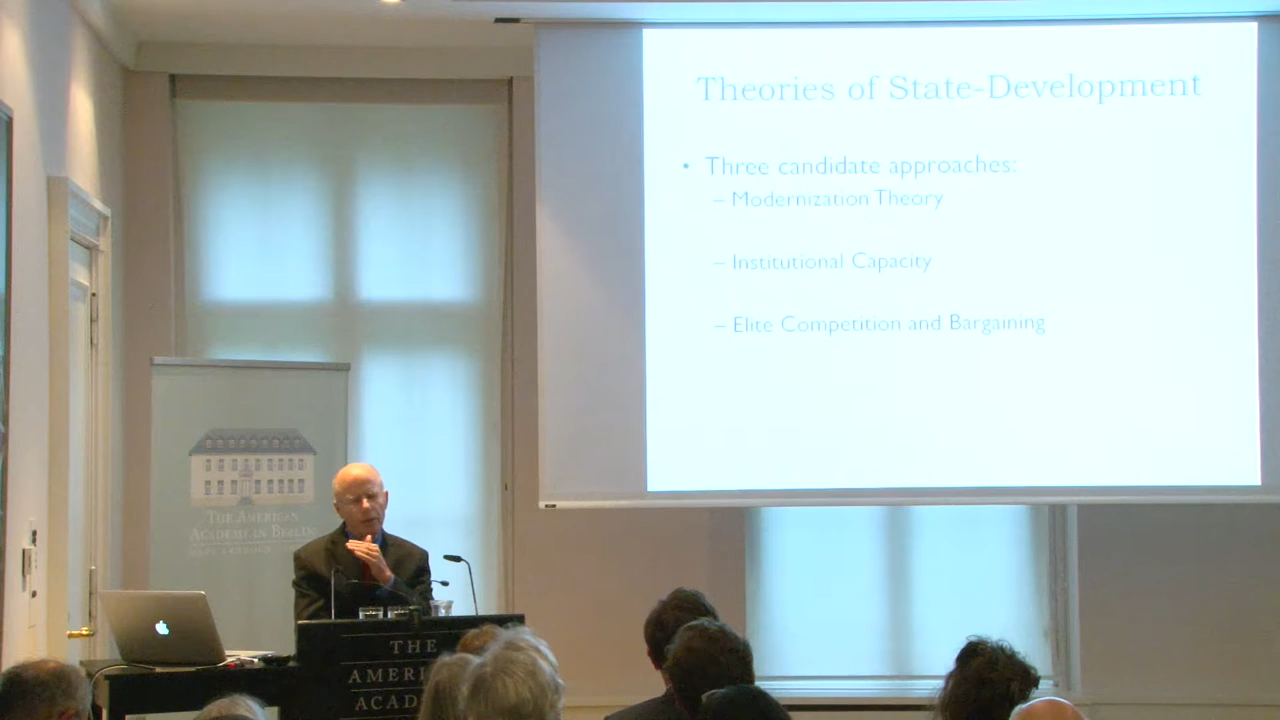 Theories of State-Development
• Three candidate approaches:
– Modernization Theory
– Institutional Capacity
– Elite Competition and Bargaining
THE AMERICAN
ACADEMY IN BERLIN
THE
AMERI
ACAD